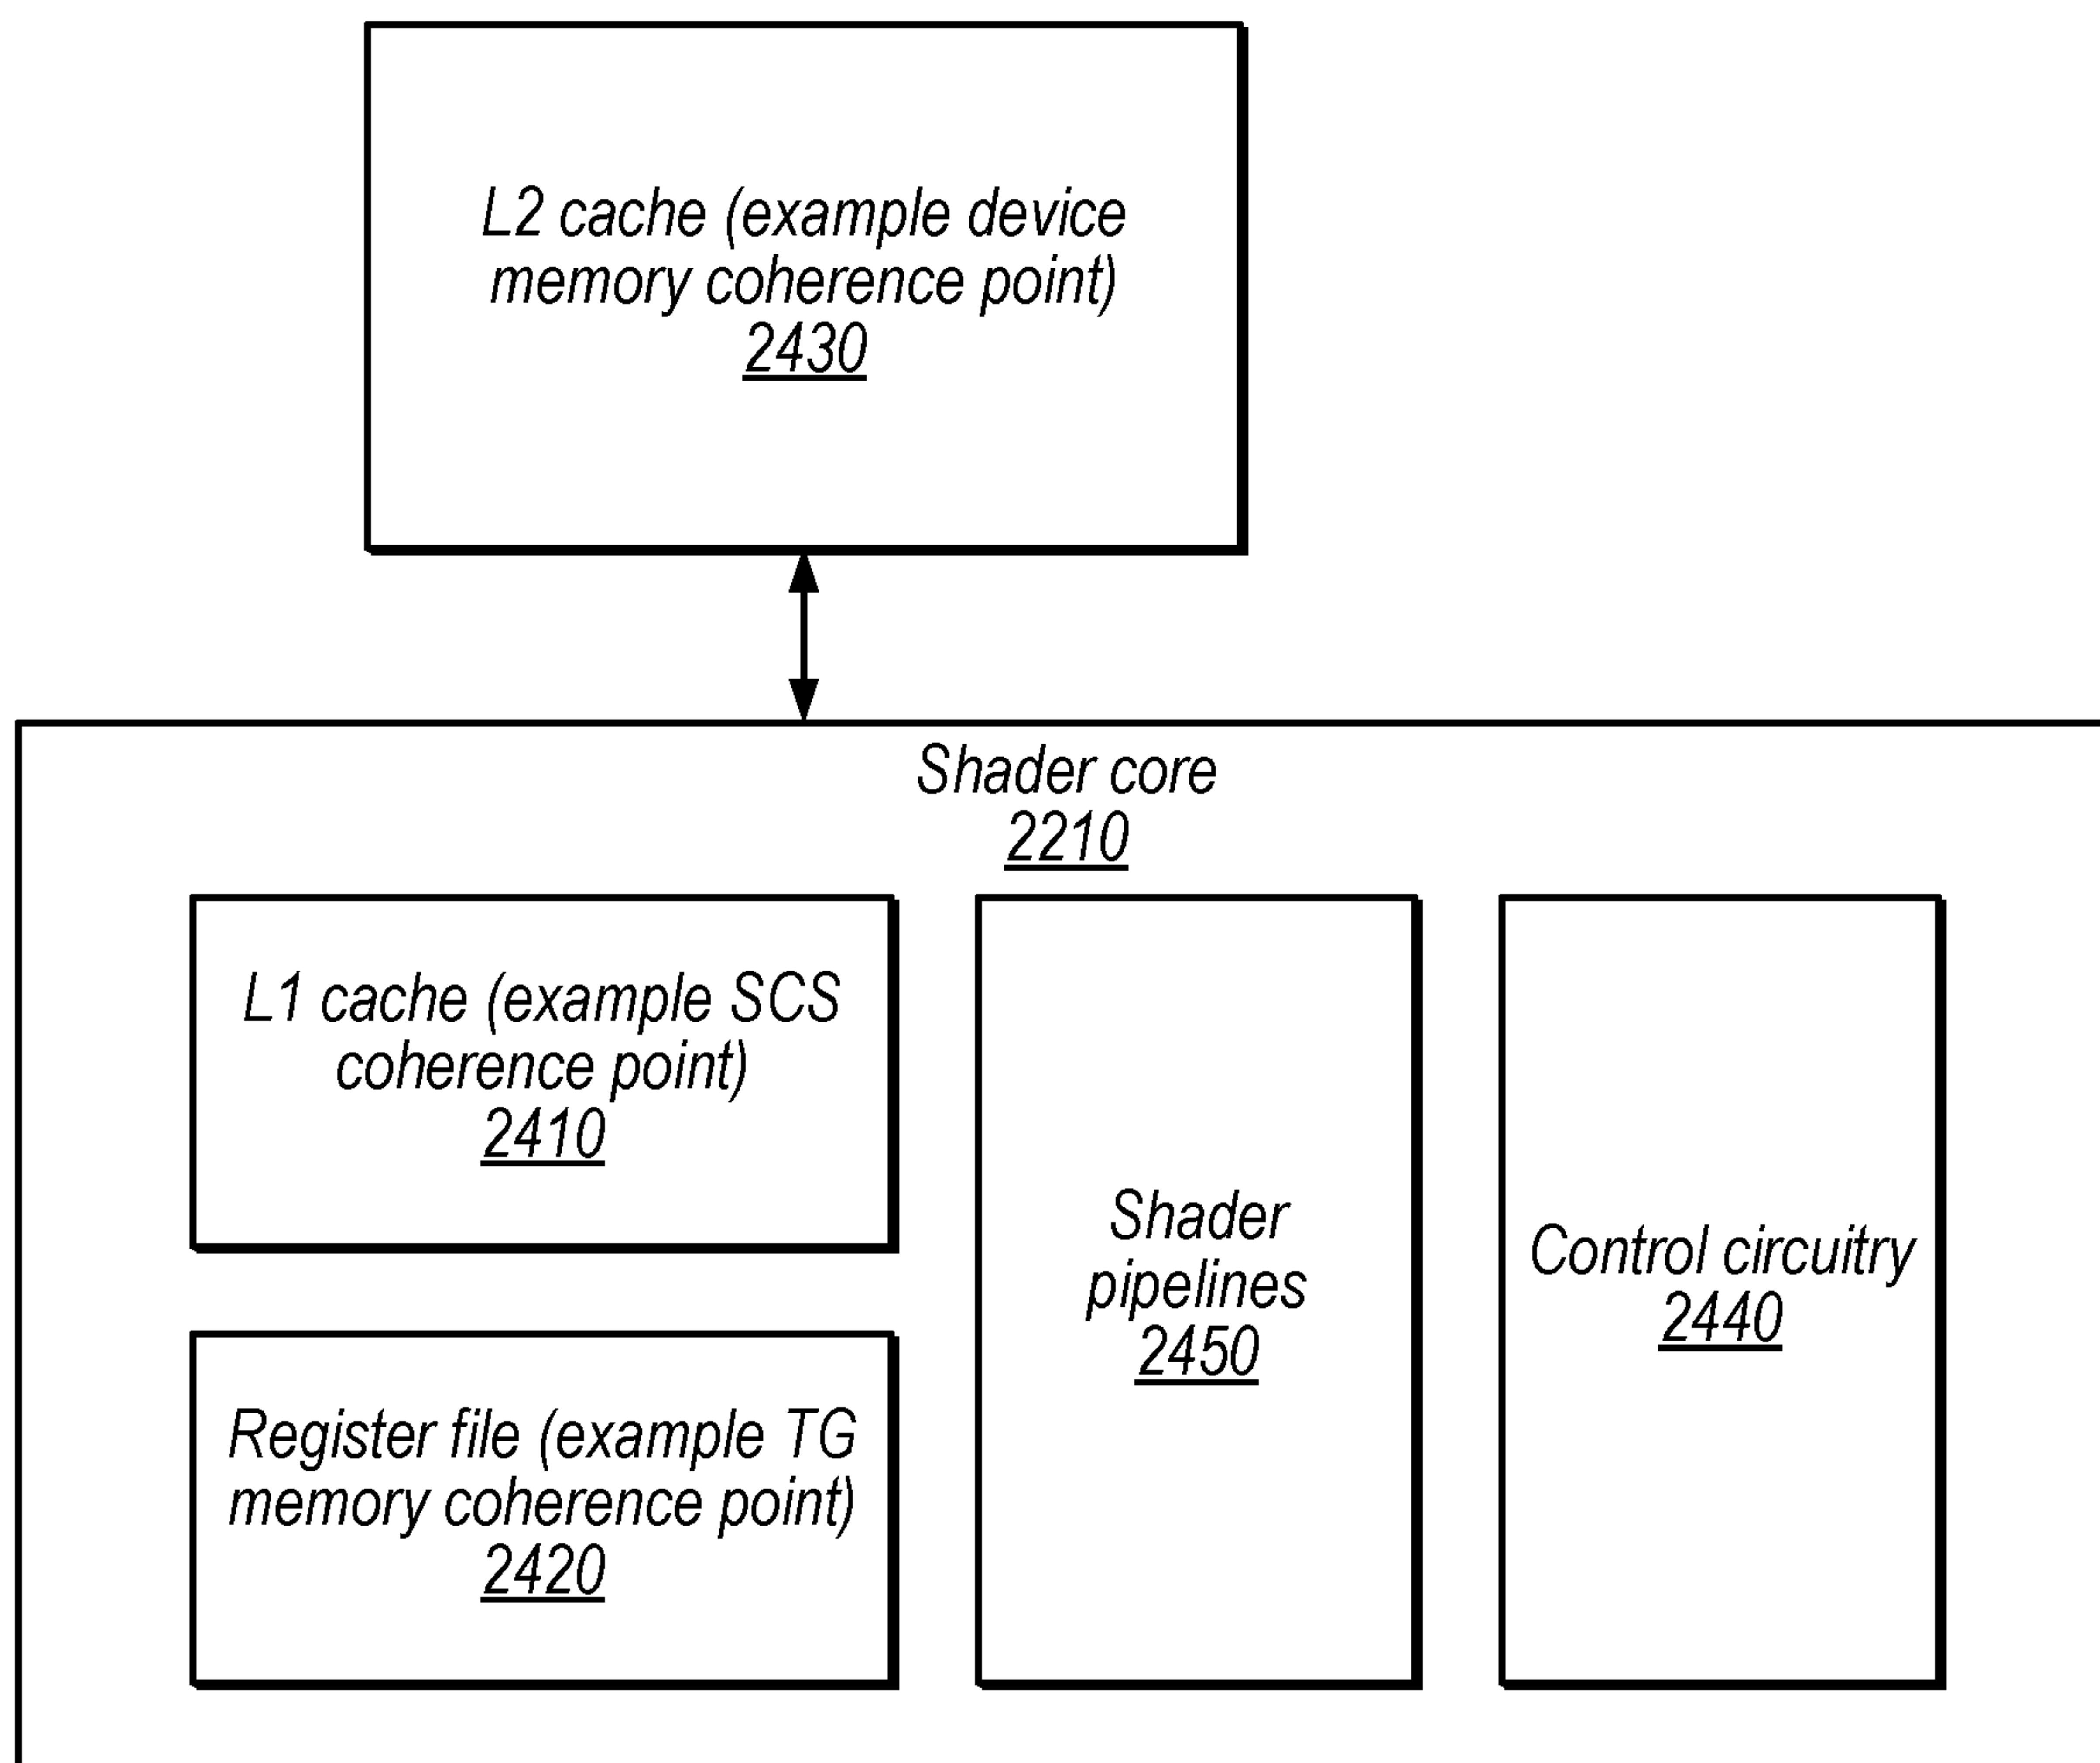 L2 cache (example device
memory coherence point)
2430
Shader core
2210
L1 cache (example SCS
coherence point)
2410
Register file (example TG
memory coherence point)
2420
Shader
pipelines
2450
Control circuitry
2440